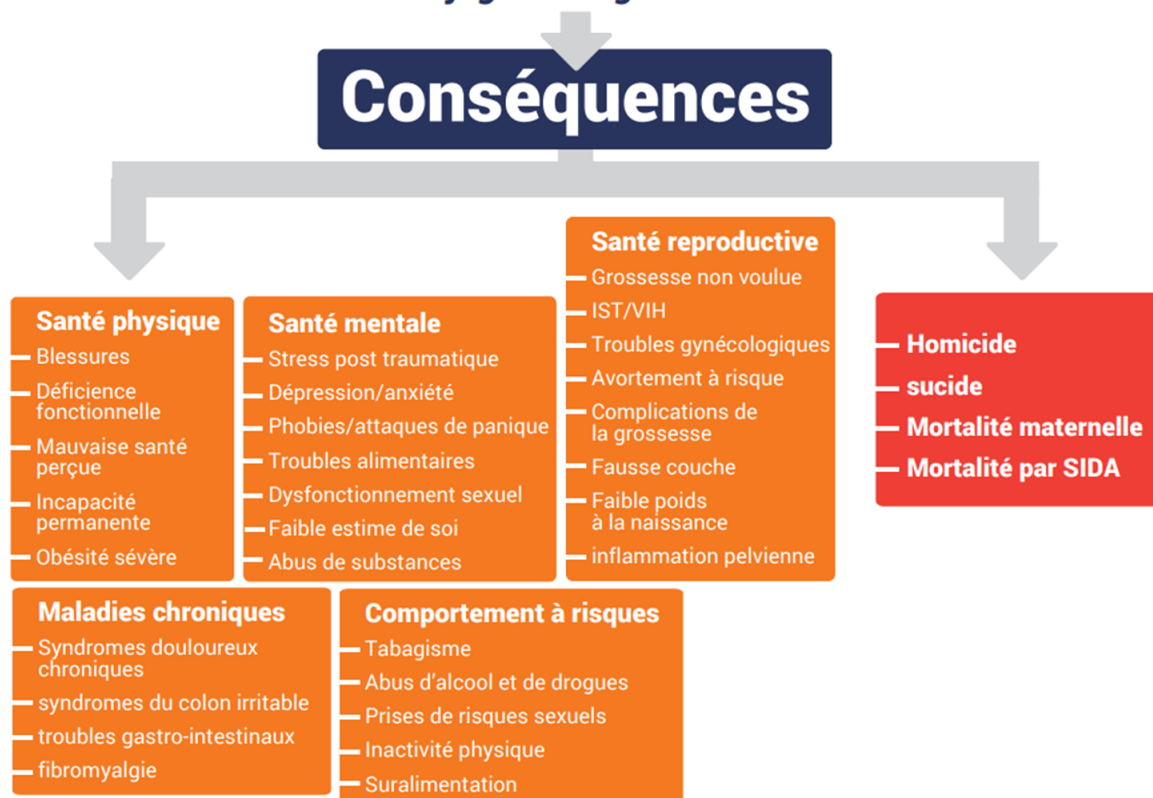 Conséquences
Santé physique
Blessures
Déficience
fonctionnelle
Mauvaise santé
perçue
Incapacité
permanente
Obésité sévère
Santé mentale
Stress post traumatique
Dépression/anxiété
Phobies/attaques de panique
Troubles alimentaires
Dysfonctionnement sexuel
Faible estime de soi
Abus de substances
Santé reproductive
Grossesse non voulue
IST/VIH
Troubles gynécologiques
Avortement à risque
Complications de
la grossesse
Fausse couche
Faible poids
à la naissance
inflammation pelvienne
Homicide
sucide
Mortalité maternelle
Mortalité par SIDA
Maladies chroniques
Syndromes douloureux
chroniques
syndromes du colon irritable
troubles gastro-intestinaux
fibromyalgie
Comportement à risques
Tabagisme
Abus d'alcool et de drogues
Prises de risques sexuels
Inactivité physique
Suralimentation